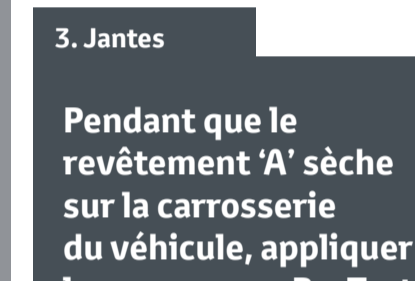 3. Jantes
Pendant que le
revêtement ‘A’ sèche
sur la carrosserie
du véhicule, appliquer